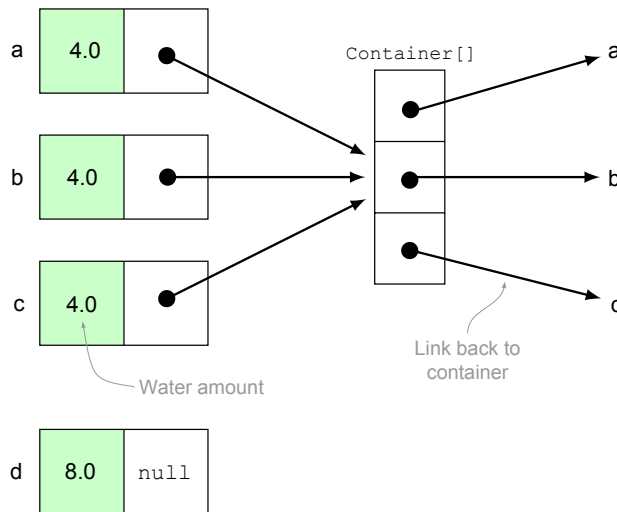 a
4.0
Container[]
a
b
4.0
b
c
4.0
c
Link back to
container
Water amount
d
8.0
null